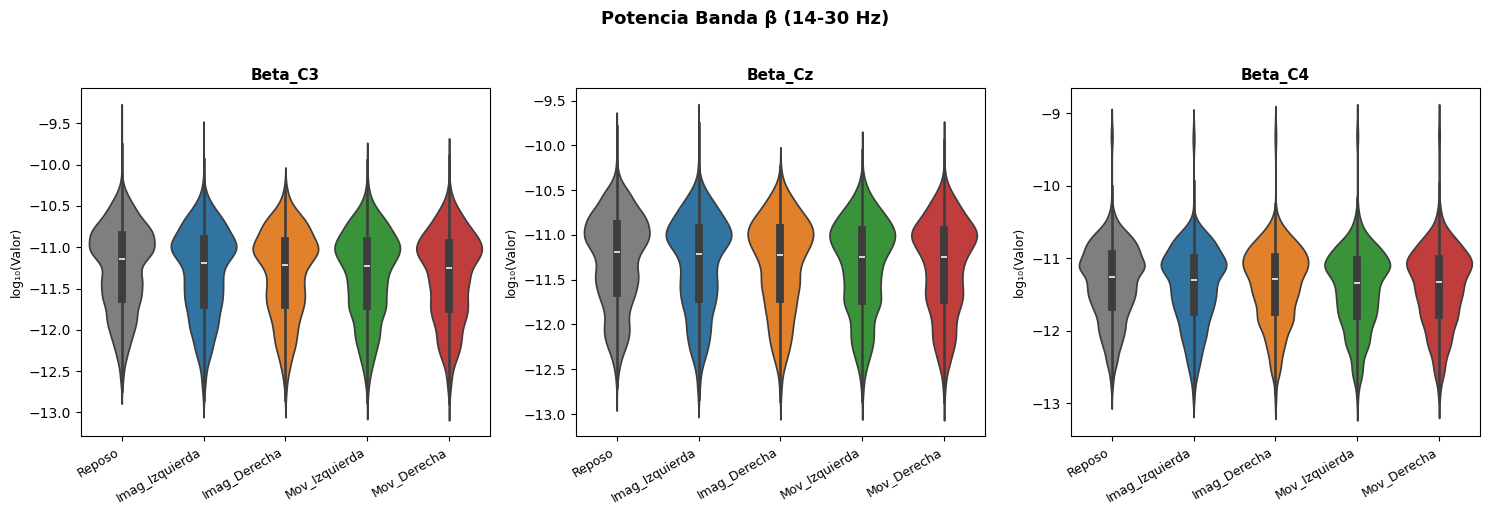 Potencia Banda β (14-30 Hz)
Beta_C3
log₁₀(Valor)
−9.5
−10.0
−10.5
−11.0
−11.5
−12.0
−12.5
−13.0
Reposo
Imag_Izquierda
Imag_Derecha
Mov_Izquierda
Mov_Derecha
Beta_Cz
log₁₀(Valor)
−9.5
−10.0
−10.5
−11.0
−11.5
−12.0
−12.5
−13.0
Reposo
Imag_Izquierda
Imag_Derecha
Mov_Izquierda
Mov_Derecha
Beta_C4
log₁₀(Valor)
−9
−10
−11
−12
−13
Reposo
Imag_Izquierda
Imag_Derecha
Mov_Izquierda
Mov_Derecha